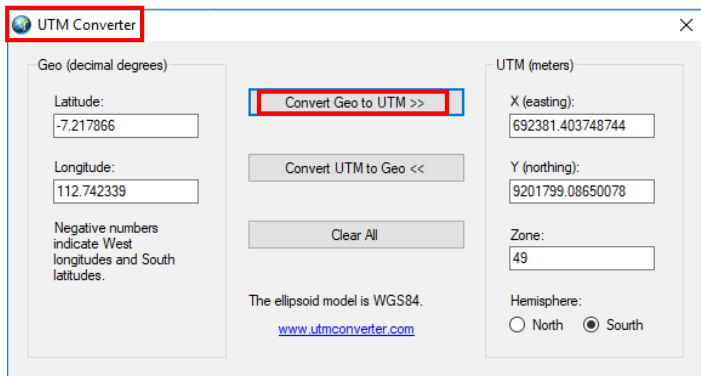 UTM Converter
Geo (decimal degrees)
Latitude:
-7.217866
Longitude:
112.742339
Negative numbers
indicate West
longitudes and South
latitudes.
Convert Geo to UTM >>
Convert UTM to Geo <<
Clear All
The ellipsoid model is WGS84.
www.utmconverter.com
UTM (meters)
X (easting):
692381.403748744
Y (northing):
9201799.08650078
Zone:
49
Hemisphere:
North
Sourth